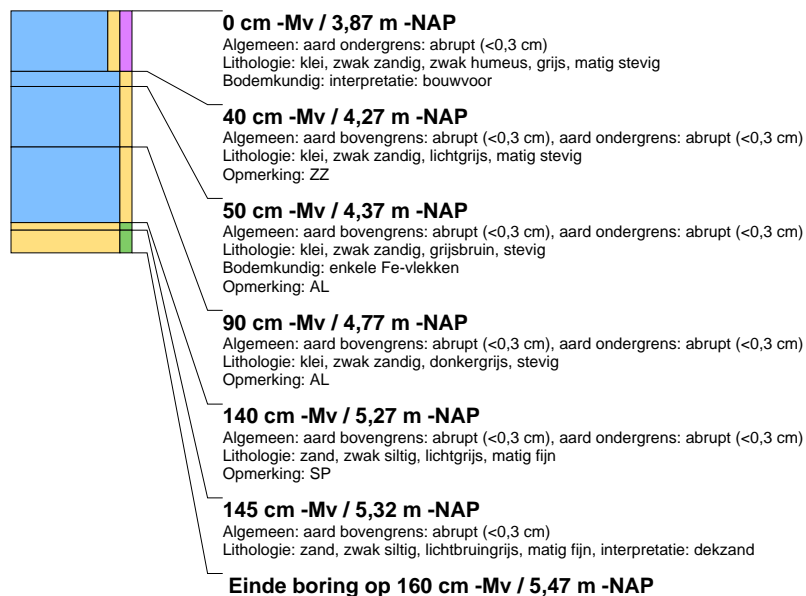 0 cm -Mv / 3,87 m -NAP
Algemeen: aard ondergrens: abrupt (<0,3 cm)
Lithologie: klei, zwak zandig, zwak humeus, grijs, matig stevig
Bodemkundig: interpretatie: bouwvoor
40 cm -Mv / 4,27 m -NAP
Algemeen: aard bovengrens: abrupt (<0,3 cm), aard ondergrens: abrupt (<0,3 cm)
Lithologie: klei, zwak zandig, lichtgrijs, matig stevig
Opmerking: ZZ
50 cm -Mv / 4,37 m -NAP
Algemeen: aard bovengrens: abrupt (<0,3 cm), aard ondergrens: abrupt (<0,3 cm)
Lithologie: klei, zwak zandig, grijsbruin, stevig
Bodemkundig: enkele Fe-vlekken
Opmerking: AL
90 cm -Mv / 4,77 m -NAP
Algemeen: aard bovengrens: abrupt (<0,3 cm), aard ondergrens: abrupt (<0,3 cm)
Lithologie: klei, zwak zandig, donkergrijs, stevig
Opmerking: AL
140 cm -Mv / 5,27 m -NAP
Algemeen: aard bovengrens: abrupt (<0,3 cm), aard ondergrens: abrupt (<0,3 cm)
Lithologie: zand, zwak siltig, lichtgrijs, matig fijn
Opmerking: SP
145 cm -Mv / 5,32 m -NAP
Algemeen: aard bovengrens: abrupt (<0,3 cm)
Lithologie: zand, zwak siltig, lichtbruingrijs, matig fijn, interpretatie: dekzand
Einde boring op 160 cm -Mv / 5,47 m -NAP